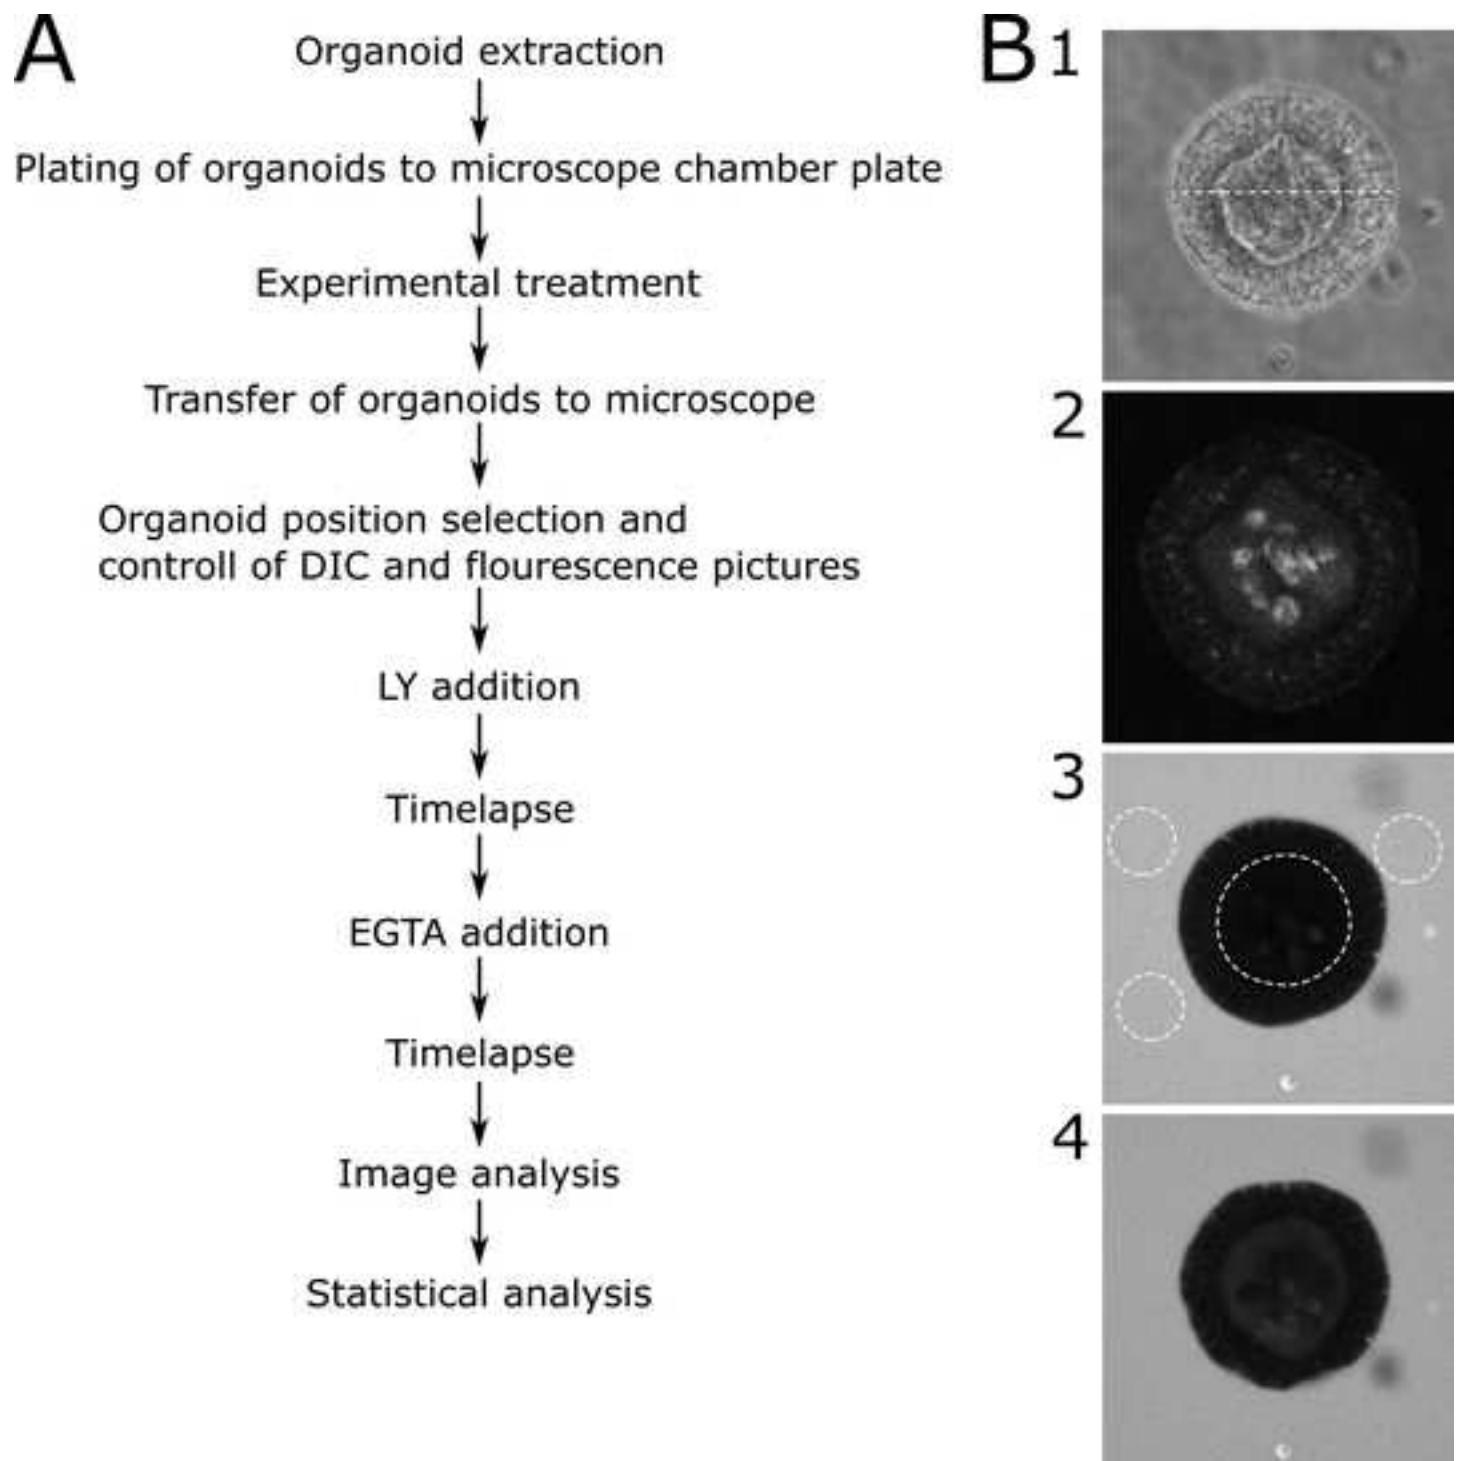 A
Organoid extraction
Plating of organoids to microscope chamber plate
Experimental treatment
Transfer of organoids to microscope
Organoid position selection and
controll of DIC and flourescence pictures
LY addition
Timelapse
EGTA addition
Timelapse
Image analysis
Statistical analysis
B
1
2
3
4